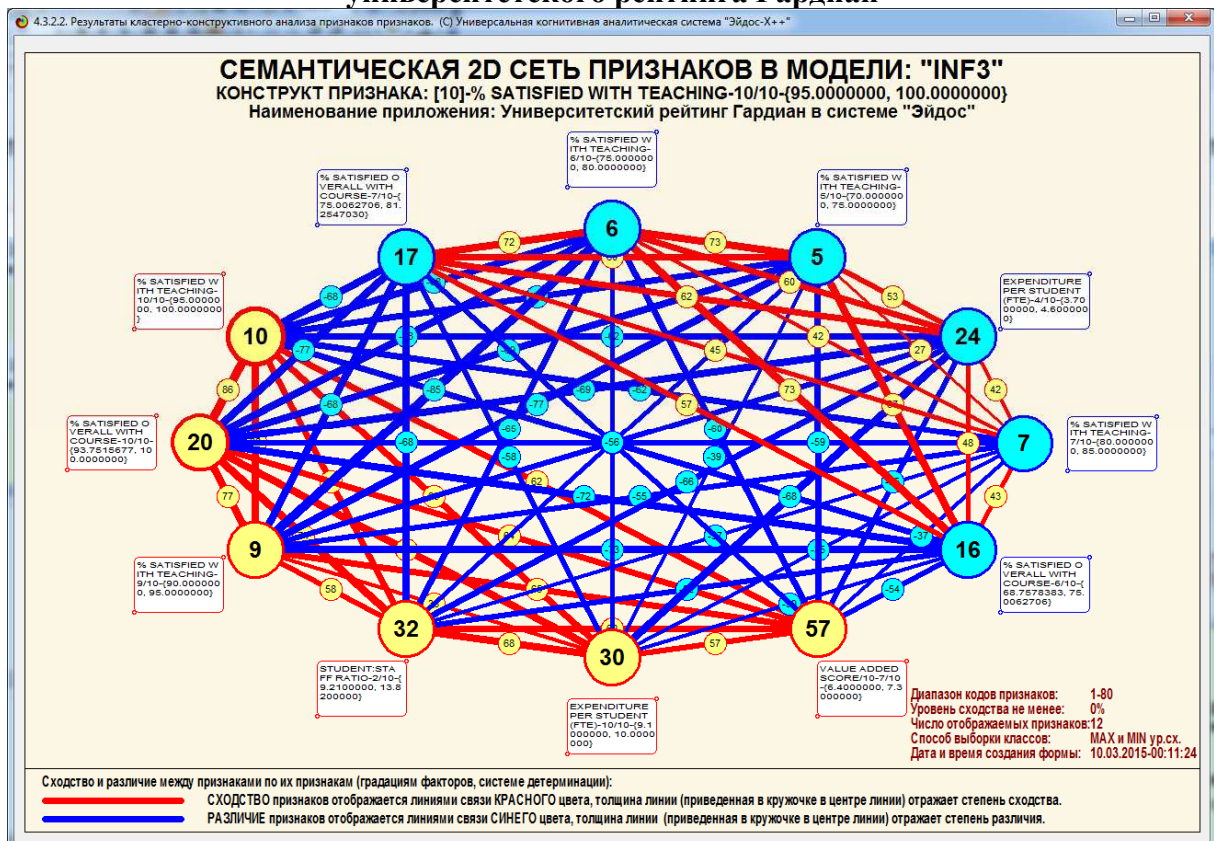 университетского рейтинга Гардиан
4.3.2.2. Результаты кластерно-конструктивного анализа признаков признаков. (C) Универсальная когнитивная аналитическая система "Эйдос-X++"
СЕМАНТИЧЕСКАЯ 2D СЕТЬ ПРИЗНАКОВ В МОДЕЛИ: "INF3"
КОНСТРУКТ ПРИЗНАКА: [10]-% SATISFIED WITH TEACHING-10/10-{95.0000000, 100.0000000}
Наименование приложения: Университетский рейтинг Гардиан в системе "Эйдос"
% SATISFIED W
ITH TEACHING-
6/10-{75.000000
0, 80.0000000}
% SATISFIED O
VERALL WITH
COURSE-7/10-{
75.0062706, 81.
2547030}
% SATISFIED W
ITH TEACHING-
5/10-{70.000000
0, 75.0000000}
6
72
73
17
5
% SATISFIED W
ITH TEACHING-
10/10-{95.00000
00, 100.0000000
}
EXPENDITURE
PER STUDENT
(FTE)-4/10-{3.70
00000, 4.600000
0}
-68
62
60
53
10
24
-77
45
42
27
86
-85
-69
-62
73
42
% SATISFIED O
VERALL WITH
COURSE-10/10-
{93.7515677, 10
0.0000000}
-68
-77
57
% SATISFIED W
ITH TEACHING-
7/10-{80.000000
0, 85.0000000}
20
-68
-65
-56
-60
-59
48
7
-58
-39
77
62
-72
-55
-66
-68
43
9
-37
16
% SATISFIED W
ITH TEACHING-
9/10-{90.000000
0, 95.0000000}
58
-54
% SATISFIED O
VERALL WITH
COURSE-6/10-{
68.7578383, 75.
0062706}
32
68
30
57
57
STUDENT:STA
FF RATIO-2/10-{
9.2100000, 13.8
200000}
EXPENDITURE
PER STUDENT
(FTE)-10/10-{9.1
000000, 10.0000
000}
VALUE ADDED
SCORE/10-7/10
-{6.4000000, 7.3
000000}
Диапазон кодов признаков: 1-80
Уровень сходства не менее: 0%
Число отображаемых признаков:12
Способ выборки классов: MAX и MIN ур.сх.
Дата и время создания формы: 10.03.2015-00:11:24
Сходство и различие между признаками по их признакам (градациям факторов, системе детерминации):
СХОДСТВО признаков отображается линиями связи КРАСНОГО цвета, толщина линии (приведенная в кружочке в центре линии) отражает степень сходства.
РАЗЛИЧИЕ признаков отображается линиями связи СИНЕГО цвета, толщина линии (приведенная в кружочке в центре линии) отражает степень различия.